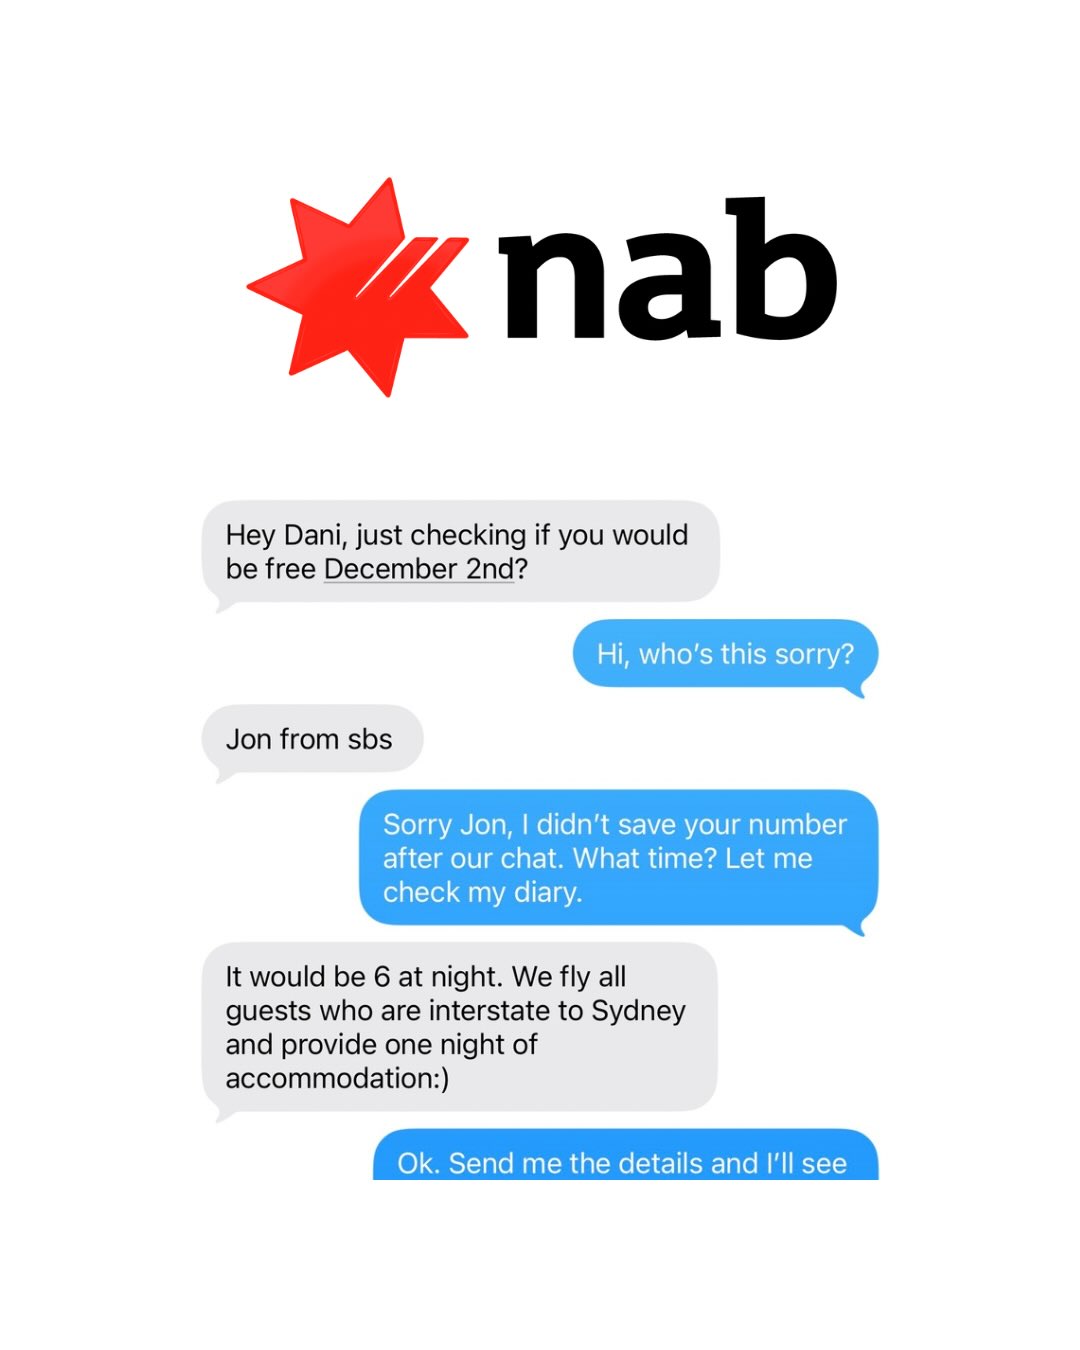 nab
Hey Dani, just checking if you would
be free December 2nd?
Hi, who’s this sorry?
Jon from sbs
Sorry Jon, I didn’t save your number
after our chat. What time? Let me
check my diary.
It would be 6 at night. We fly all
guests who are interstate to Sydney
and provide one night of
accommodation:)
Ok. Send me the details and I’ll see